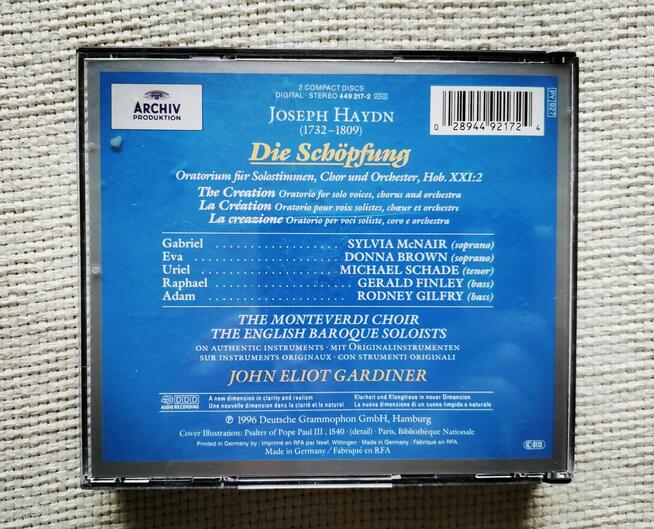 ARCHIV
PRODUKTION
2 COMPACT DISCS
DIGITAL · STEREO 449 217-2
PY 927
0 28944 92172 4
JOSEPH HAYDN
(1732–1809)
Die Schöpfung
Oratorium für Solostimmen, Chor und Orchester, Hob. XXI:2
The Creation Oratorio for solo voices, chorus and orchestra
La Création Oratorio pour voix solistes, chœur et orchestre
La creazione Oratorio per voci soliste, coro e orchestra
Gabriel . . . . . . . . . . . . . . . . . . . . SYLVIA McNAIR (soprano)
Eva . . . . . . . . . . . . . . . . . . . . . . DONNA BROWN (soprano)
Uriel . . . . . . . . . . . . . . . . . . . . MICHAEL SCHADE (tenor)
Raphael . . . . . . . . . . . . . . . . . . . . GERALD FINLEY (bass)
Adam . . . . . . . . . . . . . . . . . . . . . RODNEY GILFRY (bass)
THE MONTEVERDI CHOIR
THE ENGLISH BAROQUE SOLOISTS
ON AUTHENTIC INSTRUMENTS · MIT ORIGINALINSTRUMENTEN
SUR INSTRUMENTS ORIGINAUX · CON STRUMENTI ORIGINALI
JOHN ELIOT GARDINER
4D DDD
AUDIO RECORDING
A new dimension in clarity and realism
Une nouvelle dimension dans la clarté et le naturel
Klarheit und Klangtreue in neuer Dimension
La nuova dimensione di un suono limpido e naturale
℗ 1996 Deutsche Grammophon GmbH, Hamburg
Cover Illustration: Psalter of Pope Paul III , 1540 · (detail) · Paris, Bibliothèque Nationale
Printed in Germany by / Imprimé en RFA par Neef, Wittingen · Made in Germany / Fabriqué en RFA
Made in Germany / Fabriqué en RFA